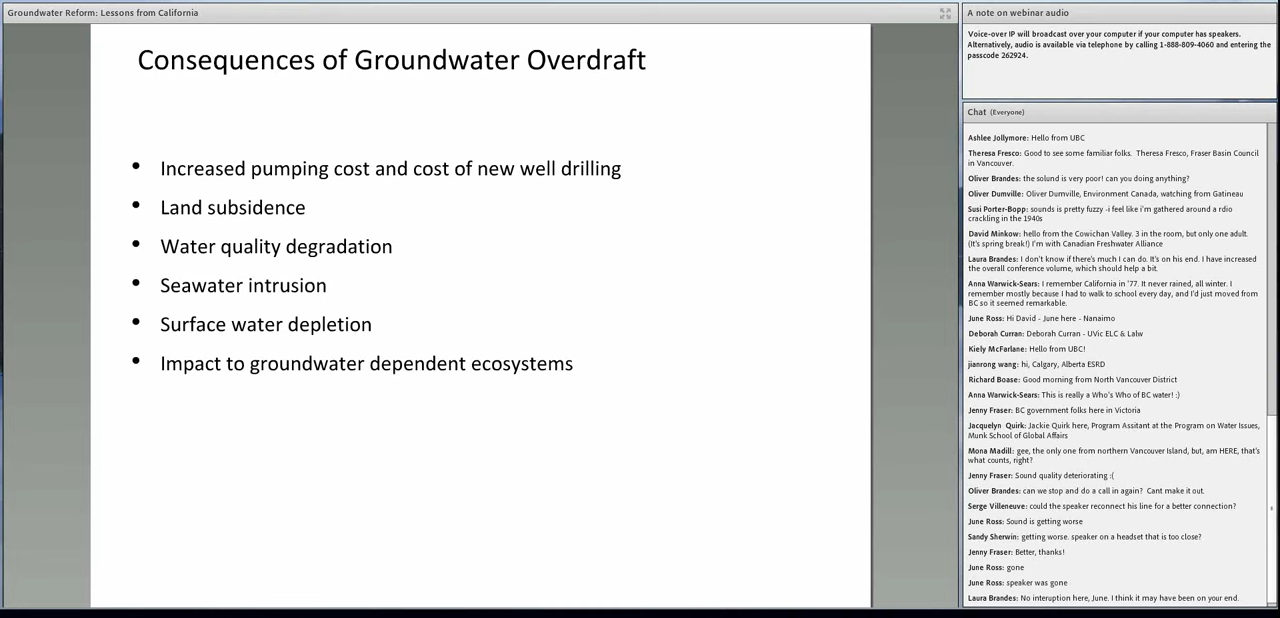 Groundwater Reform: Lessons from California
Consequences of Groundwater Overdraft
• Increased pumping cost and cost of new well drilling
• Land subsidence
• Water quality degradation
• Seawater intrusion
• Surface water depletion
• Impact to groundwater dependent ecosystems
A note on webinar audio
Voice-over IP will broadcast over your computer if your computer has speakers.
Alternatively, audio is available via telephone by calling 1-888-809-4060 and entering the
passcode 262924.
Chat (Everyone)
Ashlee Jollymore: Hello from UBC
Theresa Fresco: Good to see some familiar folks. Theresa Fresco, Fraser Basin Council
in Vancouver.
Oliver Brandes: the solund is very poor! can you doing anything?
Oliver Dumville: Oliver Dumville, Environment Canada, watching from Gatineau
Susi Porter-Bopp: sounds is pretty fuzzy -i feel like i'm gathered around a rdio
crackling in the 1940s
David Minkow: hello from the Cowichan Valley. 3 in the room, but only one adult.
(It's spring break!) I'm with Canadian Freshwater Alliance
Laura Brandes: I don't know if there's much I can do. It's on his end. I have increased
the overall conference volume, which should help a bit.
Anna Warwick-Sears: I remember California in '77. It never rained, all winter. I
remember mostly because I had to walk to school every day, and I'd just moved from
BC so it seemed remarkable.
June Ross: Hi David - June here - Nanaimo
Deborah Curran: Deborah Curran - UVic ELC & Lalw
Kiely McFarlane: Hello from UBC!
jianrong wang: hi, Calgary, Alberta ESRD
Richard Boase: Good morning from North Vancouver District
Anna Warwick-Sears: This is really a Who's Who of BC water! :)
Jenny Fraser: BC government folks here in Victoria
Jacquelyn Quirk: Jackie Quirk here, Program Assitant at the Program on Water Issues,
Munk School of Global Affairs
Mona Madill: gee, the only one from northern Vancouver Island, but, am HERE, that's
what counts, right?
Jenny Fraser: Sound quality deteriorating :(
Oliver Brandes: can we stop and do a call in again? Cant make it out.
Serge Villeneuve: could the speaker reconnect his line for a better connection?
June Ross: Sound is getting worse
Sandy Sherwin: getting worse. speaker on a headset that is too close?
Jenny Fraser: Better, thanks!
June Ross: gone
June Ross: speaker was gone
Laura Brandes: No interuption here, June. I think it may have been on your end.